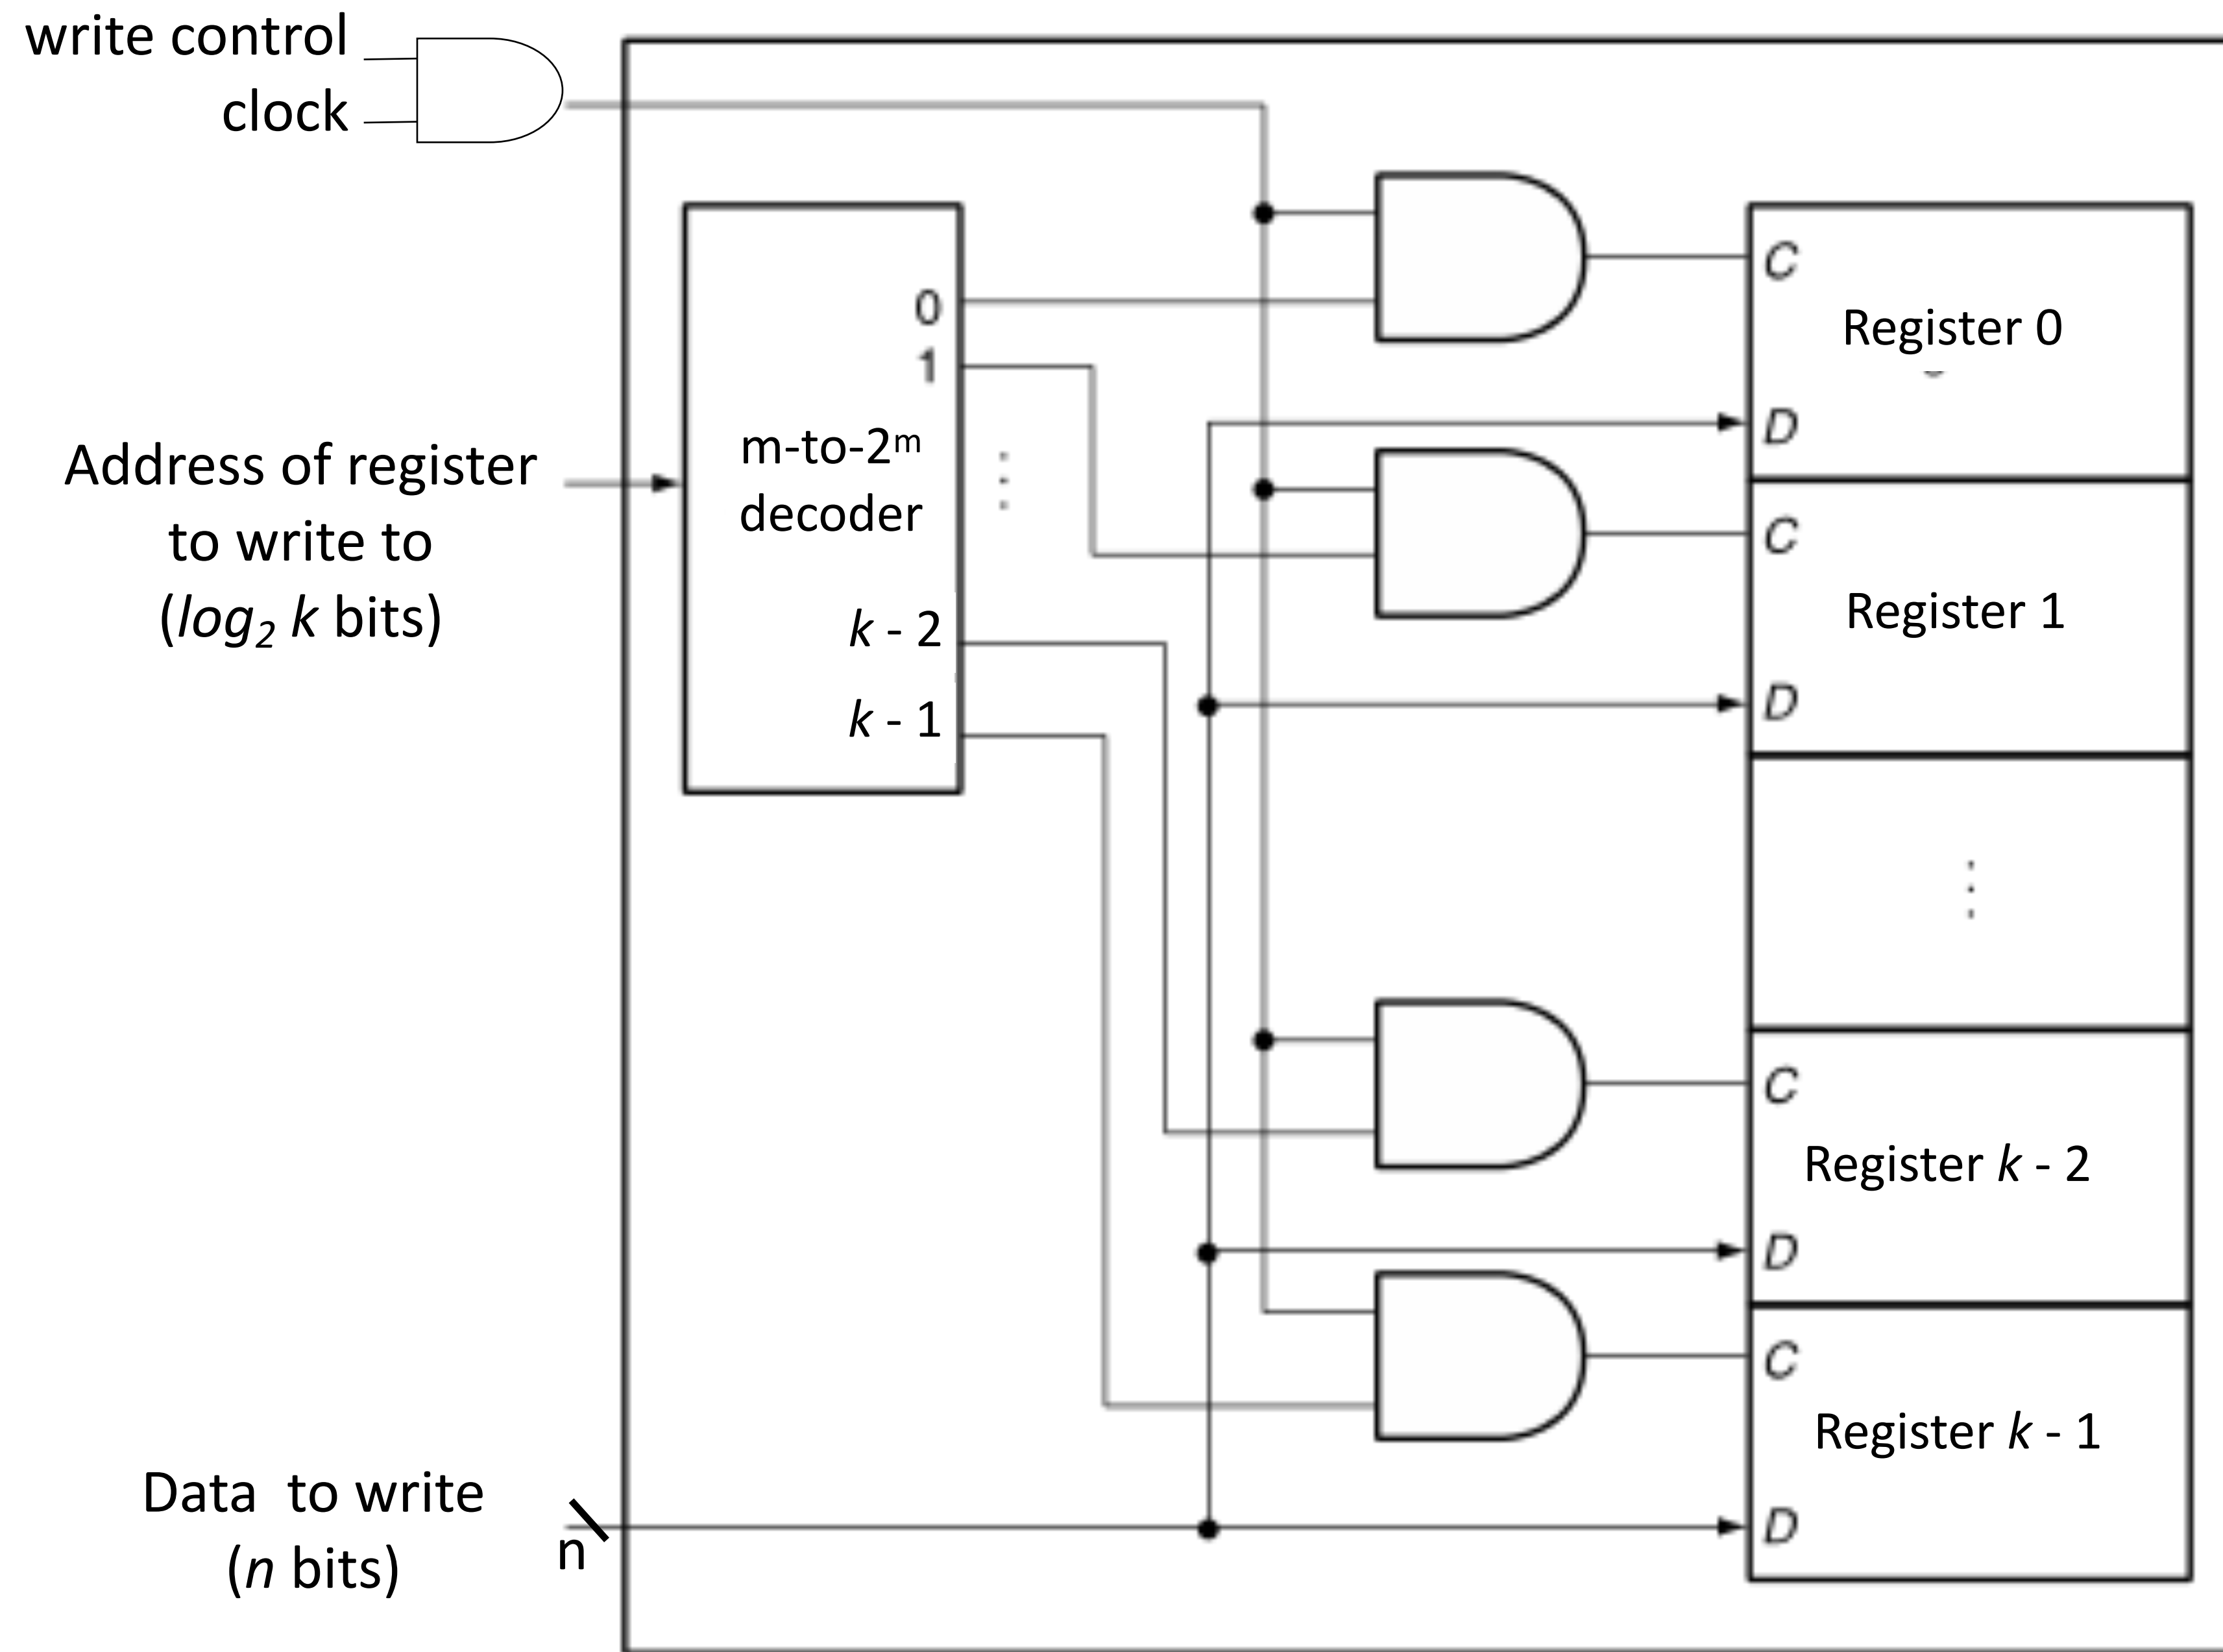 write control
clock
0
1
m-to-2ᵐ
decoder
k - 2
k - 1
Address of register
to write to
(log₂ k bits)
Data to write
(n bits)
n
C
Register 0
D
C
Register 1
D
C
Register k - 2
D
C
Register k - 1
D